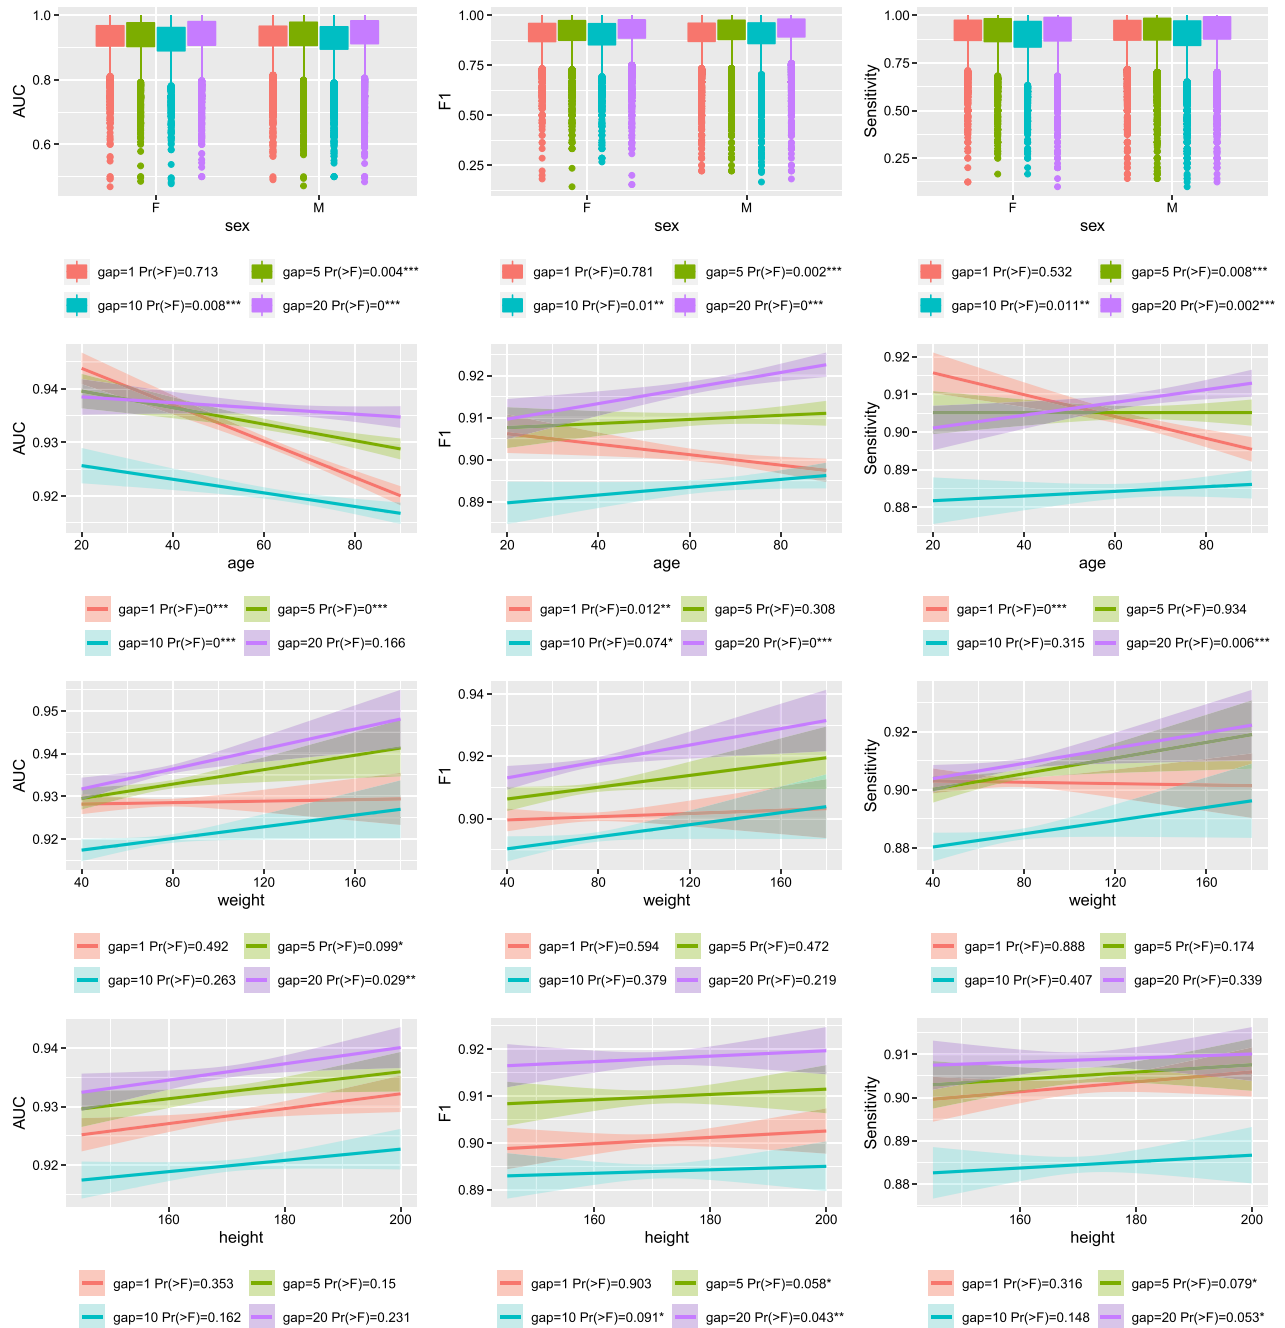 1.0
0.8
0.6
AUC
F
M
sex
1.00
0.75
0.50
0.25
F1
F
M
sex
1.00
0.75
0.50
0.25
Sensitivity
F
M
sex
gap=1 Pr(>F)=0.713
gap=5 Pr(>F)=0.004***
gap=10 Pr(>F)=0.008***
gap=20 Pr(>F)=0***
gap=1 Pr(>F)=0.781
gap=5 Pr(>F)=0.002***
gap=10 Pr(>F)=0.01**
gap=20 Pr(>F)=0***
gap=1 Pr(>F)=0.532
gap=5 Pr(>F)=0.008***
gap=10 Pr(>F)=0.011**
gap=20 Pr(>F)=0.002***
0.94
0.93
0.92
AUC
20 40 60 80
age
0.92
0.91
0.90
0.89
F1
20 40 60 80
age
0.92
0.91
0.90
0.89
0.88
Sensitivity
20 40 60 80
age
gap=1 Pr(>F)=0***
gap=5 Pr(>F)=0***
gap=10 Pr(>F)=0***
gap=20 Pr(>F)=0.166
gap=1 Pr(>F)=0.012**
gap=5 Pr(>F)=0.308
gap=10 Pr(>F)=0.074*
gap=20 Pr(>F)=0***
gap=1 Pr(>F)=0***
gap=5 Pr(>F)=0.934
gap=10 Pr(>F)=0.315
gap=20 Pr(>F)=0.006***
0.95
0.94
0.93
0.92
AUC
40 80 120 160
weight
0.94
0.92
0.90
F1
40 80 120 160
weight
0.92
0.90
0.88
Sensitivity
40 80 120 160
weight
gap=1 Pr(>F)=0.492
gap=5 Pr(>F)=0.099*
gap=10 Pr(>F)=0.263
gap=20 Pr(>F)=0.029**
gap=1 Pr(>F)=0.594
gap=5 Pr(>F)=0.472
gap=10 Pr(>F)=0.379
gap=20 Pr(>F)=0.219
gap=1 Pr(>F)=0.888
gap=5 Pr(>F)=0.174
gap=10 Pr(>F)=0.407
gap=20 Pr(>F)=0.339
0.94
0.93
0.92
AUC
160 180 200
height
0.92
0.91
0.90
0.89
F1
160 180 200
height
0.91
0.90
0.89
0.88
Sensitivity
160 180 200
height
gap=1 Pr(>F)=0.353
gap=5 Pr(>F)=0.15
gap=10 Pr(>F)=0.162
gap=20 Pr(>F)=0.231
gap=1 Pr(>F)=0.903
gap=5 Pr(>F)=0.058*
gap=10 Pr(>F)=0.091*
gap=20 Pr(>F)=0.043**
gap=1 Pr(>F)=0.316
gap=5 Pr(>F)=0.079*
gap=10 Pr(>F)=0.148
gap=20 Pr(>F)=0.053*